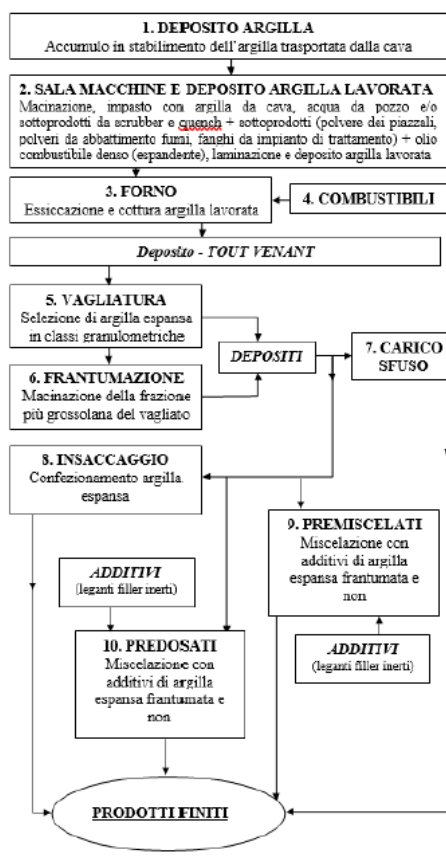 1. DEPOSITO ARGILLA
Accumulo in stabilimento dell'argilla trasportata dalla cava
2. SALA MACCHINE E DEPOSITO ARGILLA LAVORATA
Macinazione, impasto con argilla da cava, acqua da pozzo e/o
sottoprodotti da scrubber e quench + sottoprodotti (polvere dei piazzali,
polveri da abbattimento fumi, fanghi da impianto di trattamento) + olio
combustibile denso (espandente), laminazione e deposito argilla lavorata
3. FORNO
Essiccazione e cottura argilla lavorata
4. COMBUSTIBILI
Deposito - TOUT VENANT
5. VAGLIATURA
Selezione di argilla espansa
in classi granulometriche
DEPOSITI
7. CARICO
SFUSO
6. FRANTUMAZIONE
Macinazione della frazione
più grossolana del vagliato
8. INSACCAGGIO
Confezionamento argilla
espansa
9. PREMISCELATI
Miscelazione con
additivi di argilla
espansa frantumata e
non
ADDITIVI
(leganti filler inerti)
10. PREDOSATI
Miscelazione con
additivi di argilla
espansa frantumata e
non
ADDITIVI
(leganti filler inerti)
PRODOTTI FINITI